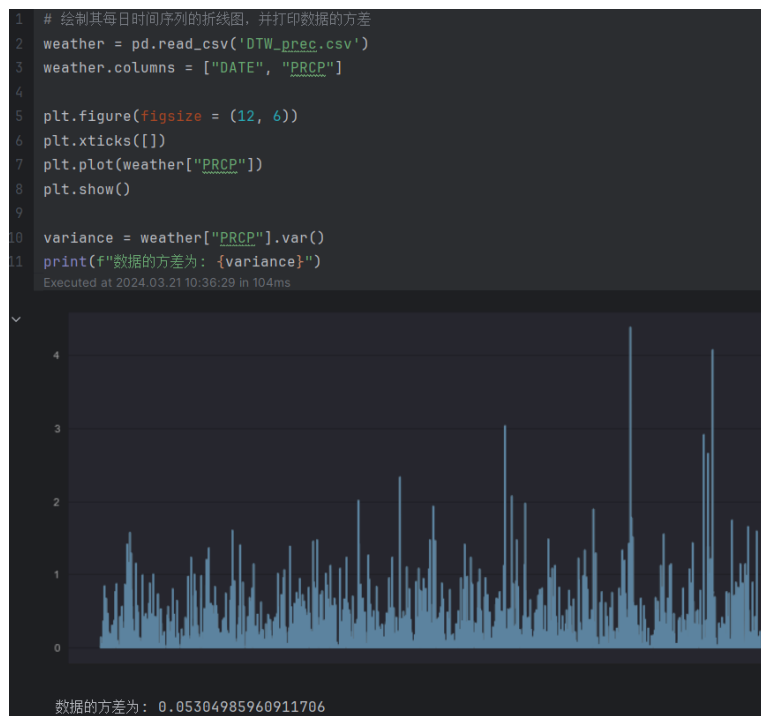 1 # 绘制其每日时间序列的折线图，并打印数据的方差
2 weather = pd.read_csv('DTW_prec.csv')
3 weather.columns = ["DATE", "PRCP"]
4
5 plt.figure(figsize = (12, 6))
6 plt.xticks([])
7 plt.plot(weather["PRCP"])
8 plt.show()
9
10 variance = weather["PRCP"].var()
11 print(f"数据的方差为: {variance}")
Executed at 2024.03.21 10:36:29 in 104ms
4
3
2
1
0
数据的方差为: 0.05304985960911706